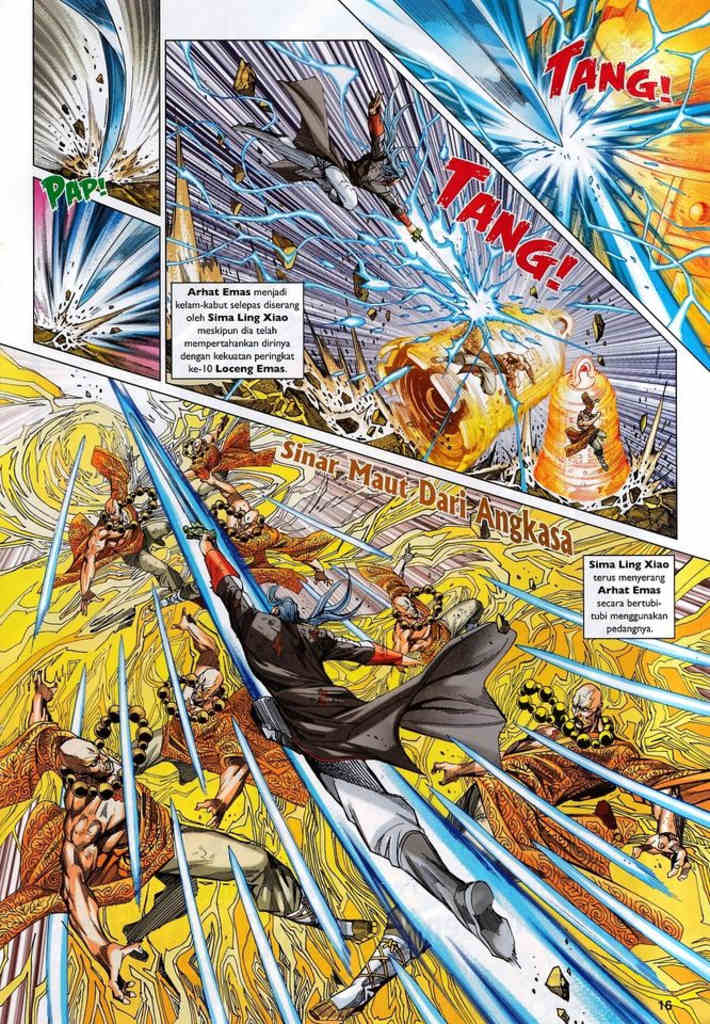 PAP!
TANG!
TANG!
TANG!
Arhat Emas menjadi
kelam-kabut selepas diserang
oleh Sima Ling Xiao
meskipun dia telah
mempertahankan dirinya
dengan kekuatan peringkat
ke-10 Loceng Emas.
Sinar Maut Dari Angkasa
Sima Ling Xiao
terus menyerang
Arhat Emas
secara bertubi-
tubi menggunakan
pedangnya.
16